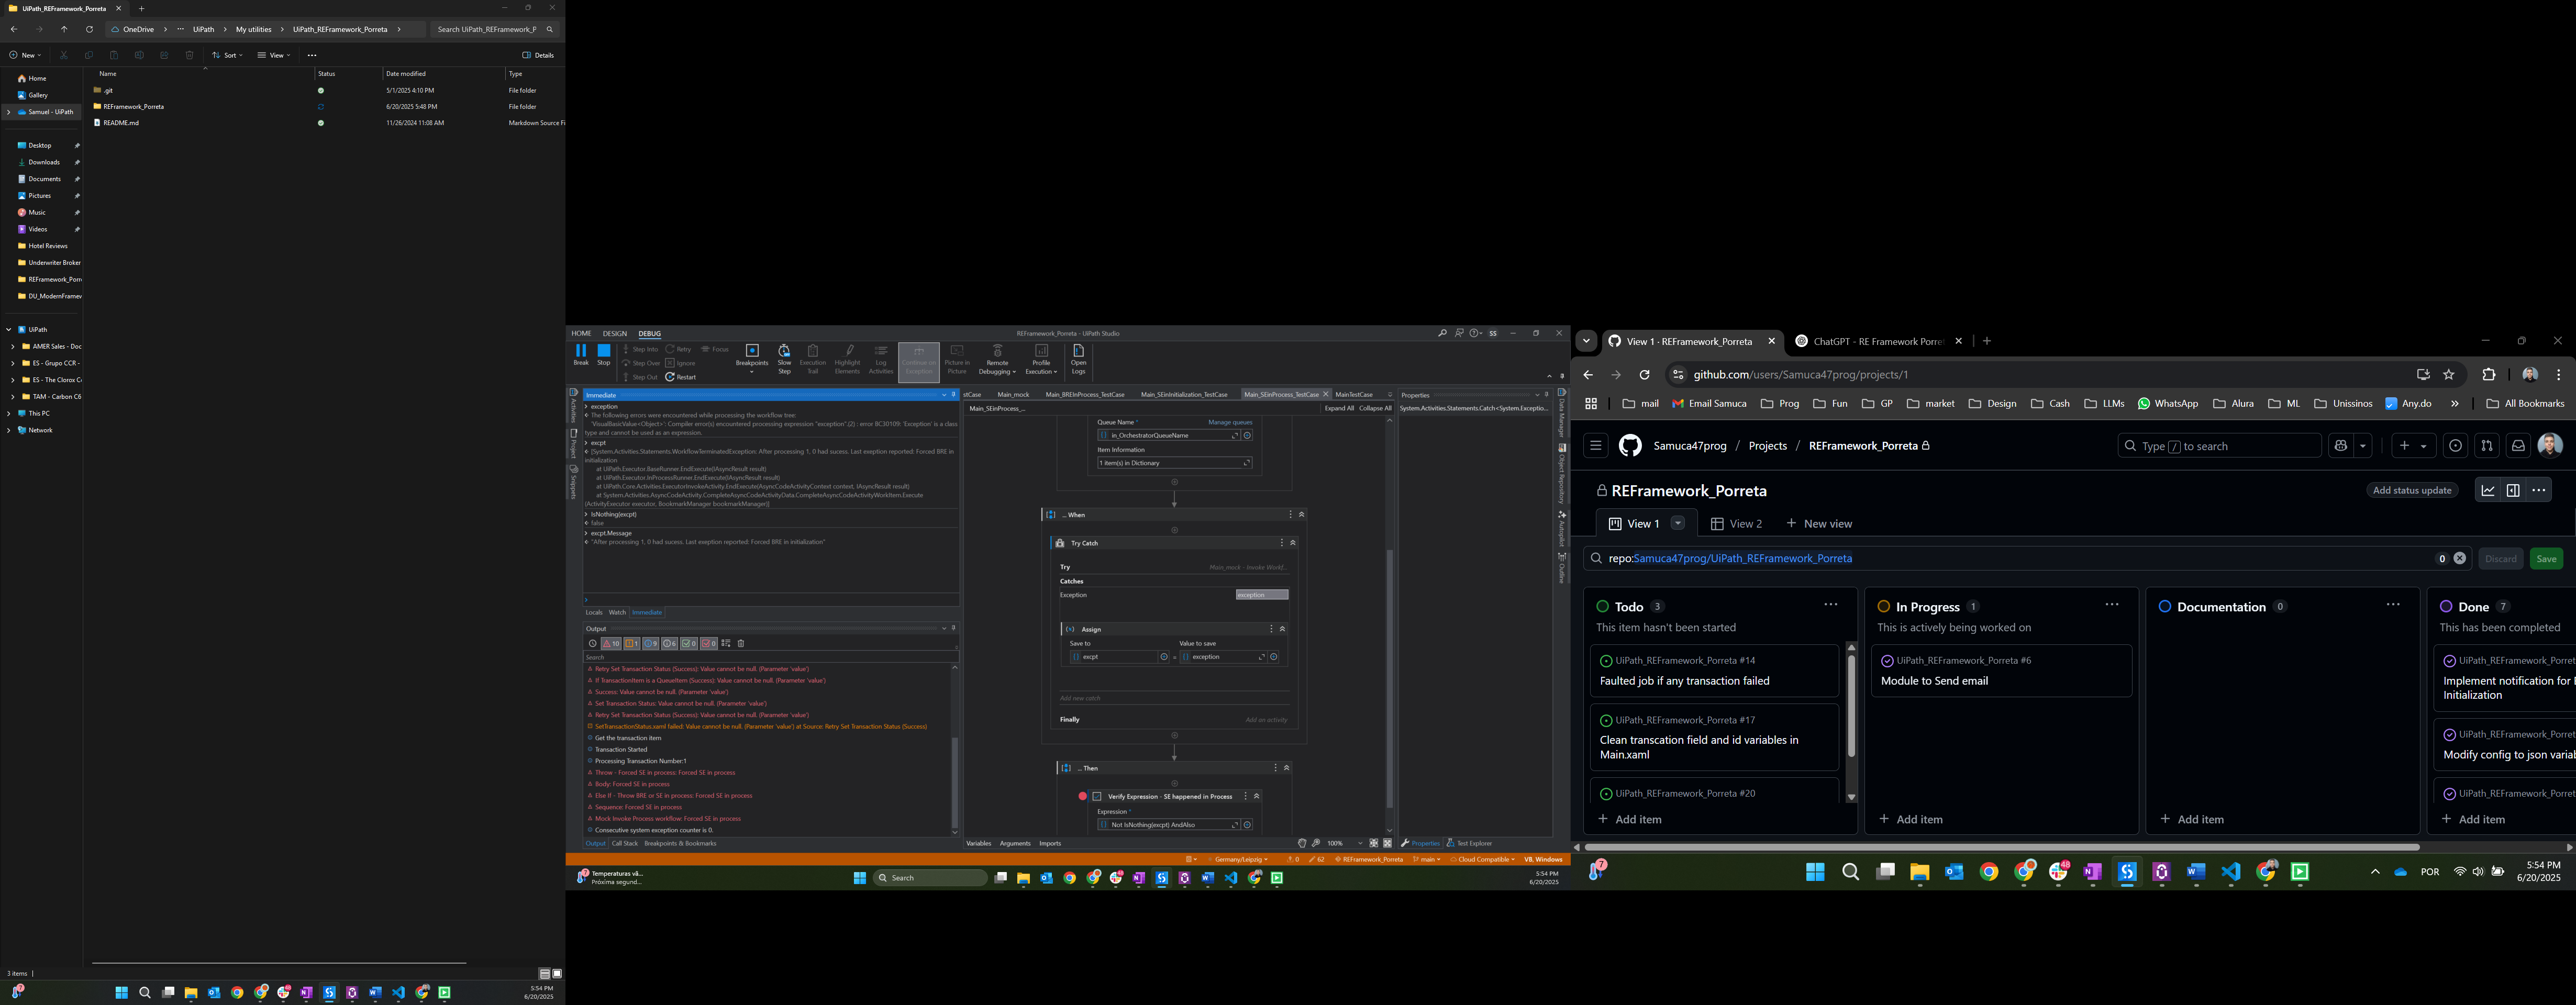 UiPath_REFramework_Porreta
OneDrive > ... UiPath > My utilities > UiPath_REFramework_Porreta >
Search UiPath_REFramework_P
New
Sort
View
Details
Name Status Date modified Type
.git 5/1/2025 4:10 PM File folder
REFramework_Porreta 6/20/2025 5:48 PM File folder
README.md 11/26/2024 11:08 AM Markdown Source Fi
Home
Gallery
Samuel - UiPath
Desktop
Downloads
Documents
Pictures
Music
Videos
Hotel Reviews
Underwriter Broker
REFramework_Porr
DU_ModernFramew
UiPath
AMER Sales - Doc
ES - Grupo CCR -
ES - The Clorox Co
TAM - Carbon C6
This PC
Network
3 items
5:54 PM
6/20/2025
HOME DESIGN DEBUG
REFramework_Porreta - UiPath Studio
SS
Break
Stop
Step Into
Step Over
Step Out
Retry
Ignore
Restart
Focus
Breakpoints
Slow Step
Execution Trail
Highlight Elements
Log Activities
Continue on Exception
Picture in Picture
Remote Debugging
Profile Execution
Open Logs
Activities
Project
Snippets
Immediate
exception
The following errors were encountered while processing the workflow tree:
'VisualBasicValue<Object>': Compiler error(s) encountered processing expression "exception".(2) : error BC30109: 'Exception' is a class
type and cannot be used as an expression.
excpt
[System.Activities.Statements.WorkflowTerminatedException: After processing 1, 0 had sucess. Last exeption reported: Forced BRE in
initialization
at UiPath.Executor.BaseRunner.EndExecute(IAsyncResult result)
at UiPath.Executor.InProcessRunner.EndExecute(IAsyncResult result)
at UiPath.Core.Activities.ExecutorInvokeActivity.EndExecute(AsyncCodeActivityContext context, IAsyncResult result)
at System.Activities.AsyncCodeActivity.CompleteAsyncCodeActivityData.CompleteAsyncCodeActivityWorkItem.Execute
(ActivityExecutor executor, BookmarkManager bookmarkManager)]
IsNothing(excpt)
false
excpt.Message
"After processing 1, 0 had sucess. Last exeption reported: Forced BRE in initialization"
Locals Watch Immediate
Output
10 1 9 6 0 0
Search
Retry Set Transaction Status (Success): Value cannot be null. (Parameter 'value')
If TransactionItem is a QueueItem (Success): Value cannot be null. (Parameter 'value')
Success: Value cannot be null. (Parameter 'value')
Set Transaction Status: Value cannot be null. (Parameter 'value')
Retry Set Transaction Status (Success): Value cannot be null. (Parameter 'value')
SetTransactionStatus.xaml failed: Value cannot be null. (Parameter 'value') at Source: Retry Set Transaction Status (Success)
Get the transaction item
Transaction Started
Processing Transaction Number:1
Throw - Forced SE in process: Forced SE in process
Body: Forced SE in process
Else If - Throw BRE or SE in process: Forced SE in process
Sequence: Forced SE in process
Mock Invoke Process workflow: Forced SE in process
Consecutive system exception counter is 0.
Output Call Stack Breakpoints & Bookmarks
stCase Main_mock Main_BREInProcess_TestCase Main_SEinInitialization_TestCase Main_SEinProcess_TestCase MainTestCase
Main_SEinProcess_...
Expand All Collapse All
Queue Name *
Manage queues
in_OrchestratorQueueName
Item Information
1 item(s) in Dictionary
... When
Try Catch
Try
Main_mock - Invoke Workf...
Catches
Exception
exception
Assign
Save to
Value to save
excpt = exception
Add new catch
Finally
Add an activity
... Then
Verify Expression - SE happened in Process
Expression *
Not IsNothing(excpt) AndAlso
Variables Arguments Imports
100%
Properties
System.Activities.Statements.Catch<System.Exceptio...
Properties Test Explorer
Data Manager
Object Repository
Autopilot
Outline
Germany/Leipzig
0
62
REFramework_Porreta
main
Cloud Compatible
VB, Windows
Temperaturas vã...
Próxima segund...
Search
5:54 PM
6/20/2025
View 1 · REFramework_Porreta
ChatGPT - RE Framework Porret
github.com/users/Samuca47prog/projects/1
mail Email Samuca Prog Fun GP market Design Cash LLMs WhatsApp Alura ML Unissinos Any.do » All Bookmarks
Samuca47prog / Projects / REFramework_Porreta
Type / to search
REFramework_Porreta
Add status update
View 1
View 2
New view
repo:Samuca47prog/UiPath_REFramework_Porreta
0
Discard
Save
Todo 3
This item hasn't been started
UiPath_REFramework_Porreta #14
Faulted job if any transaction failed
UiPath_REFramework_Porreta #17
Clean transcation field and id variables in
Main.xaml
UiPath_REFramework_Porreta #20
Add item
In Progress 1
This is actively being worked on
UiPath_REFramework_Porreta #6
Module to Send email
Add item
Documentation 0
Add item
Done 7
This has been completed
UiPath_REFramework_Porret
Implement notification for
Initialization
UiPath_REFramework_Porret
Modify config to json variab
UiPath_REFramework_Porret
Add item
7
48
POR
5:54 PM
6/20/2025